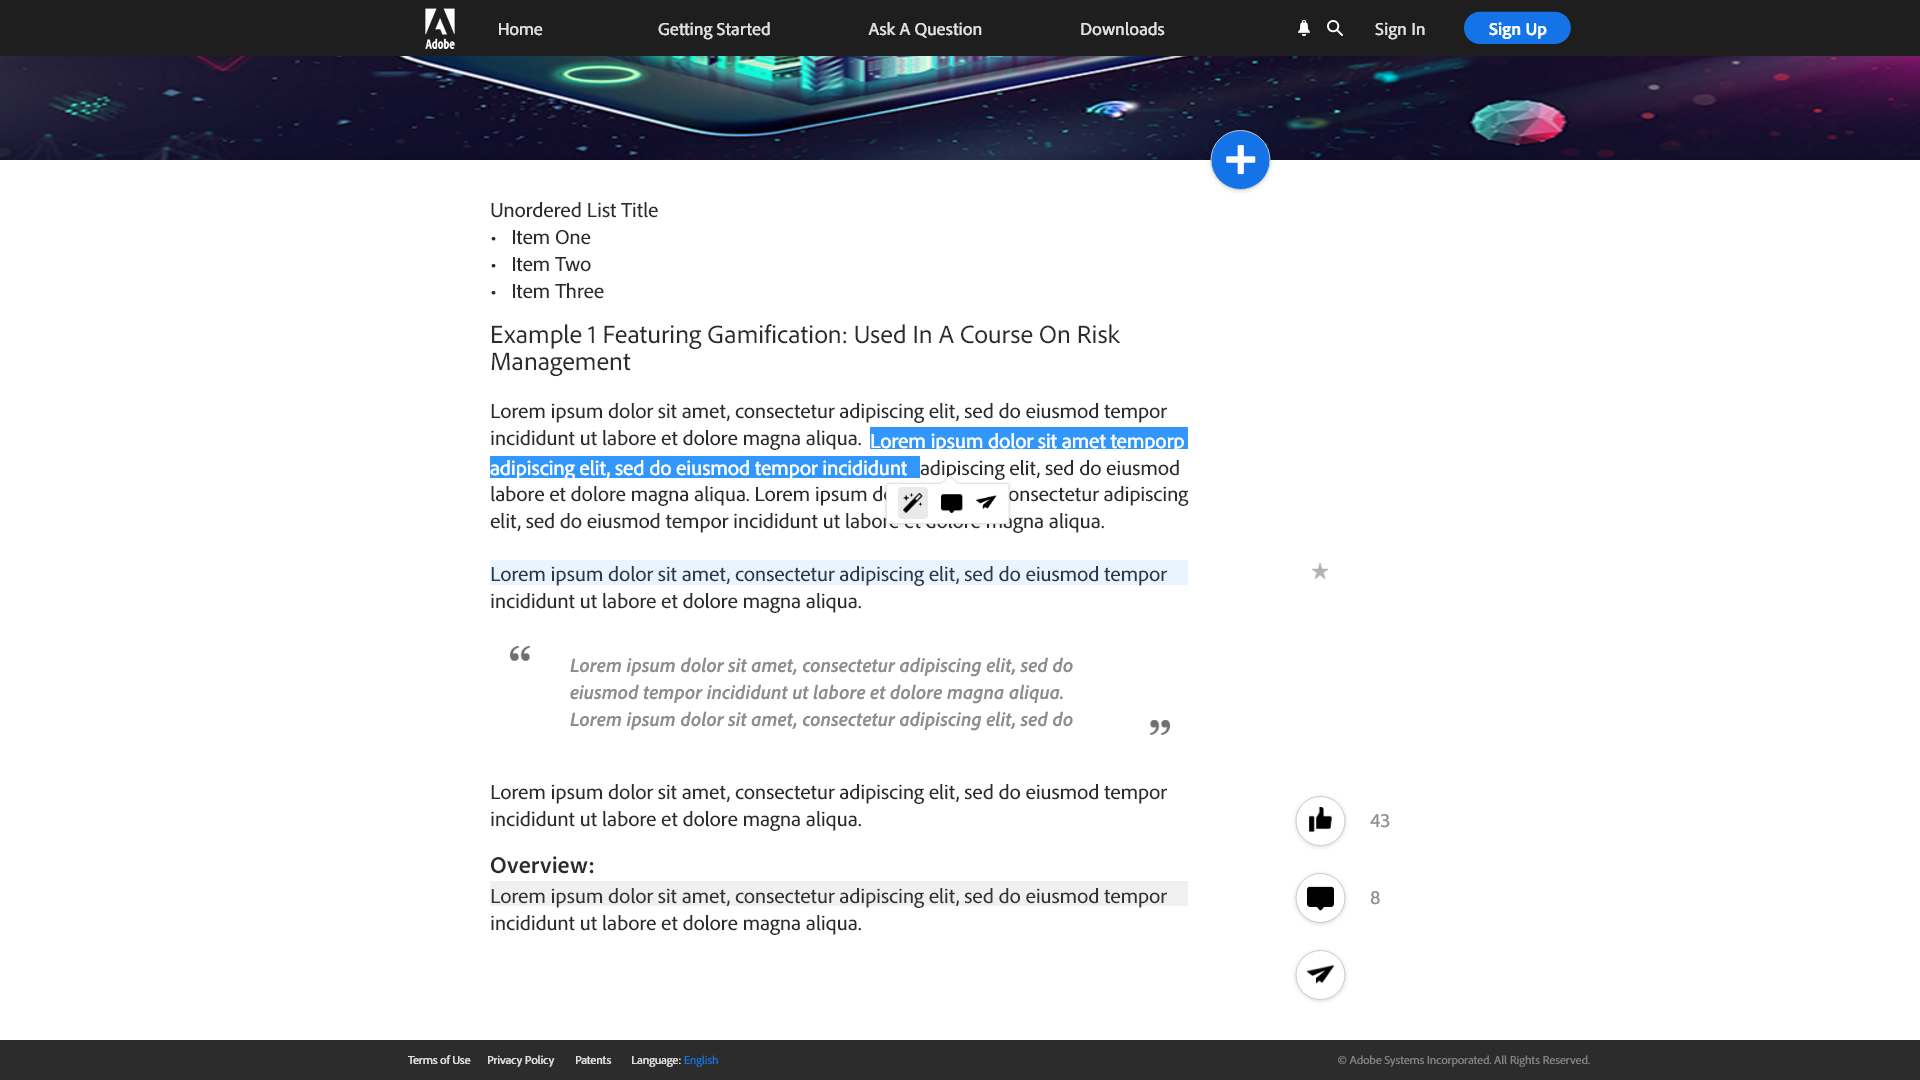 Adobe
Home
Getting Started
Ask A Question
Downloads
Sign In
Sign Up
Unordered List Title
• Item One
• Item Two
• Item Three
Example 1 Featuring Gamification: Used In A Course On Risk
Management
Lorem ipsum dolor sit amet, consectetur adipiscing elit, sed do eiusmod tempor
incididunt ut labore et dolore magna aliqua. Lorem ipsum dolor sit amet temporp
adipiscing elit, sed do eiusmod tempor incididunt adipiscing elit, sed do eiusmod
labore et dolore magna aliqua. Lorem ipsum adipiscing
elit, sed do eiusmod tempor incididunt ut labore et dolore magna aliqua.
Lorem ipsum dolor sit amet, consectetur adipiscing elit, sed do eiusmod tempor
incididunt ut labore et dolore magna aliqua.
“ Lorem ipsum dolor sit amet, consectetur adipiscing elit, sed do
eiusmod tempor incididunt ut labore et dolore magna aliqua.
Lorem ipsum dolor sit amet, consectetur adipiscing elit, sed do ”
Lorem ipsum dolor sit amet, consectetur adipiscing elit, sed do eiusmod tempor
incididunt ut labore et dolore magna aliqua.
43
Overview:
Lorem ipsum dolor sit amet, consectetur adipiscing elit, sed do eiusmod tempor
incididunt ut labore et dolore magna aliqua.
8
Terms of Use
Privacy Policy
Patents
Language: English
© Adobe Systems Incorporated. All Rights Reserved.